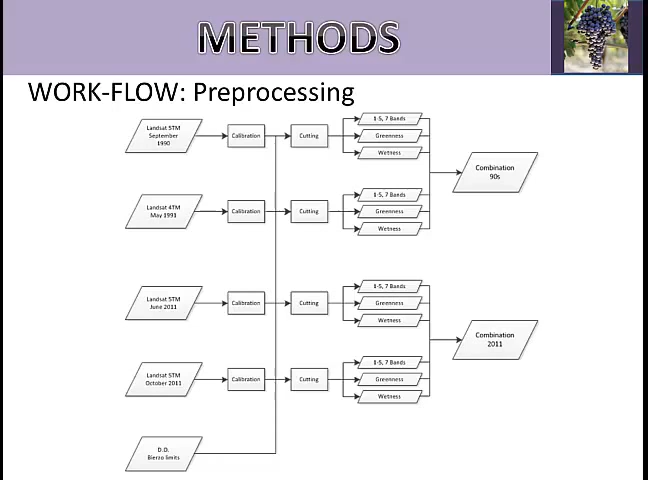 METHODS
WORK-FLOW: Preprocessing
Landsat 5TM
September
1990
Calibration
Cutting
1-5, 7 Bands
Greenness
Wetness
Combination
90s
Landsat 4TM
May 1991
Calibration
Cutting
1-5, 7 Bands
Greenness
Wetness
Landsat 5TM
June 2011
Calibration
Cutting
1-5, 7 Bands
Greenness
Wetness
Combination
2011
Landsat 5TM
October 2011
Calibration
Cutting
1-5, 7 Bands
Greenness
Wetness
D.O.
Bierzo limits